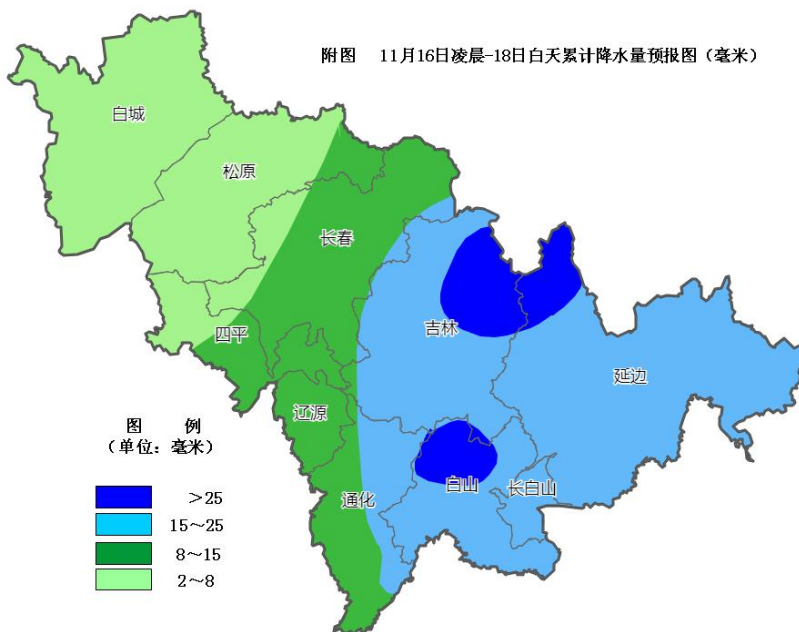 附图 11月16日凌晨-18日白天累计降水量预报图（毫米）
白城
松原
长春
四平
吉林
延边
辽源
通化
白山
长白山
图 例
（单位：毫米）
＞25
15～25
8～15
2～8